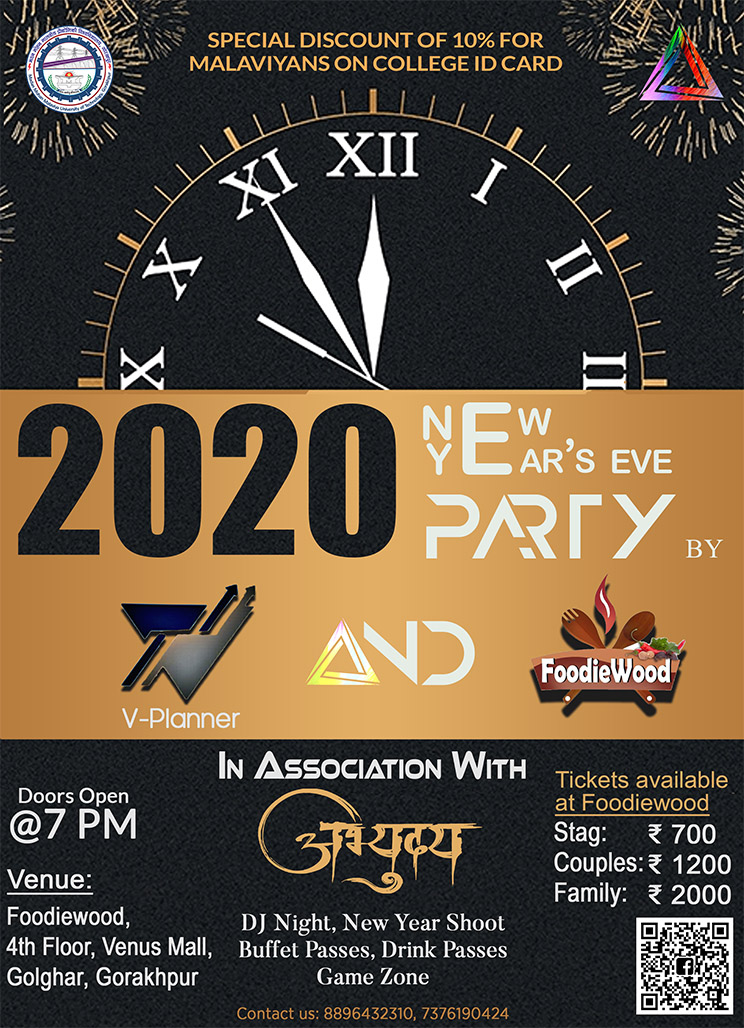 SPECIAL DISCOUNT OF 10% FOR
MALAVIYANS ON COLLEGE ID CARD
XII
XI
I
X
II
IX
III
2020
NEW
YEAR'S EVE
PARTY BY
V-Planner
AND
FoodieWood
IN ASSOCIATION WITH
अभ्युदय
Doors Open
@7 PM
Venue:
Foodiewood,
4th Floor, Venus Mall,
Golghar, Gorakhpur
DJ Night, New Year Shoot
Buffet Passes, Drink Passes
Game Zone
Tickets available
at Foodiewood
Stag: ₹ 700
Couples: ₹ 1200
Family: ₹ 2000
Contact us: 8896432310, 7376190424